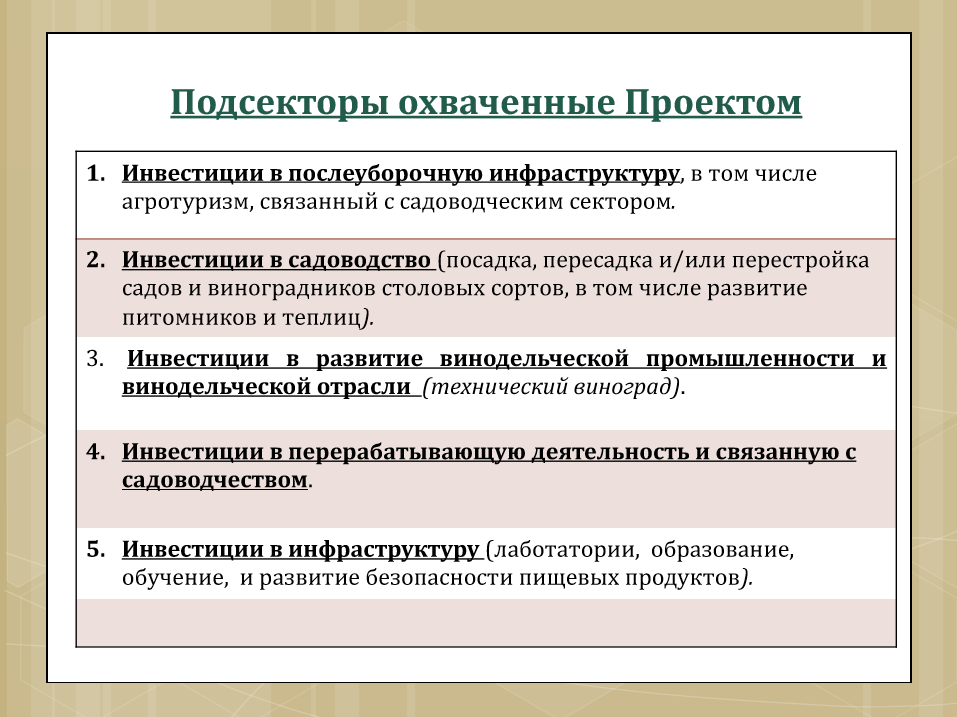 Подсекторы охваченные Проектом
1. Инвестиции в послеуборочную инфраструктуру, в том числе
агротуризм, связанный с садоводческим сектором.
2. Инвестиции в садоводство (посадка, пересадка и/или перестройка
садов и виноградников столовых сортов, в том числе развитие
питомников и теплиц).
3. Инвестиции в развитие винодельческой промышленности и
винодельческой отрасли (технический виноград).
4. Инвестиции в перерабатывающую деятельность и связанную с
садоводчеством.
5. Инвестиции в инфраструктуру (лаботатории, образование,
обучение, и развитие безопасности пищевых продуктов).